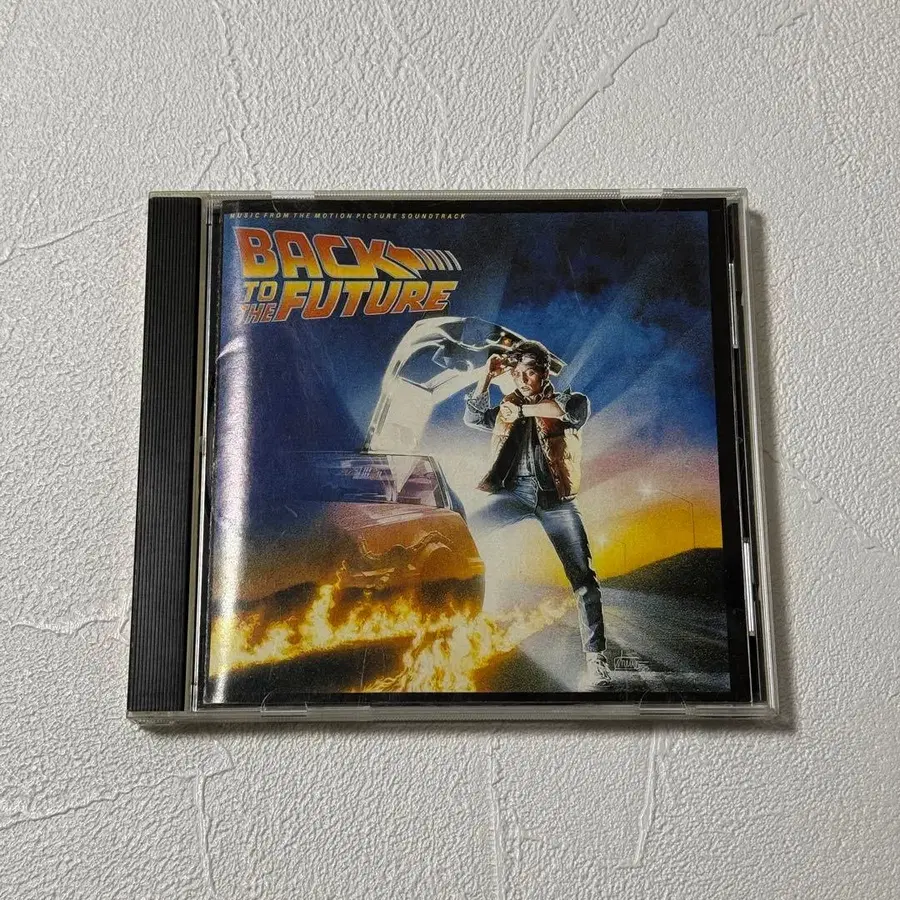 MUSIC FROM THE MOTION PICTURE SOUNDTRACK
BACK
TO
THE FUTURE